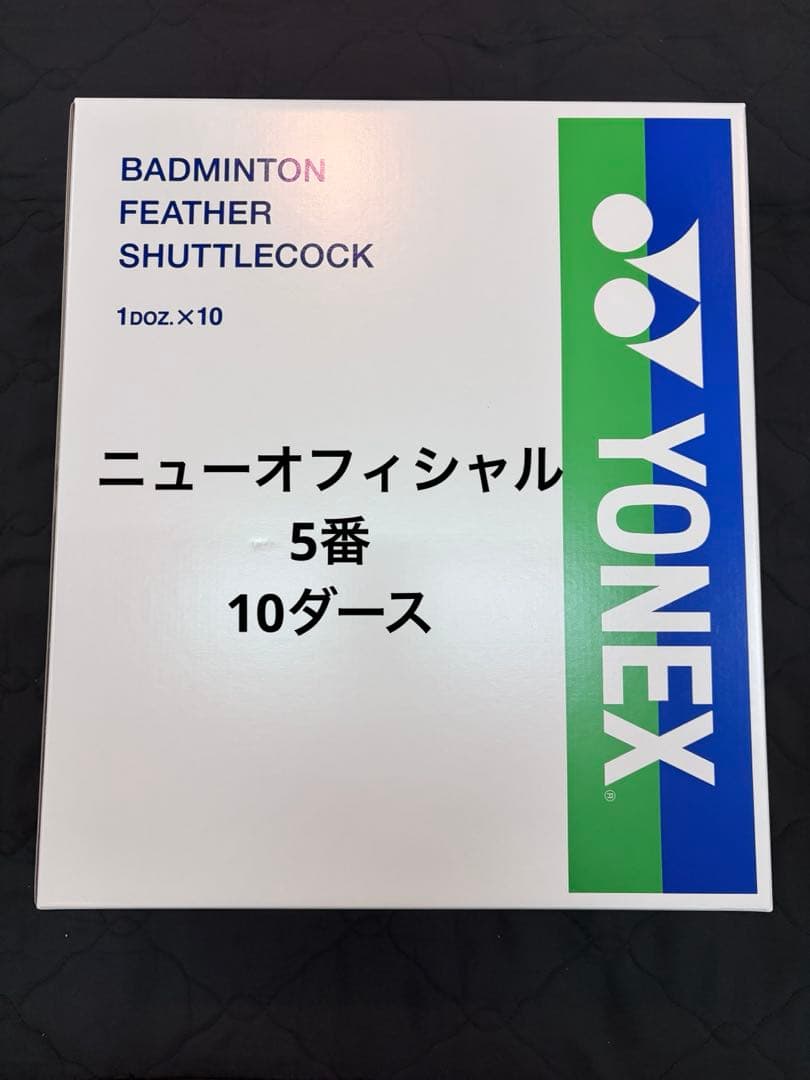 BADMINTON
FEATHER
SHUTTLECOCK
1DOZ.×10
ニューオフィシャル
5番
10ダース
YONEX
®